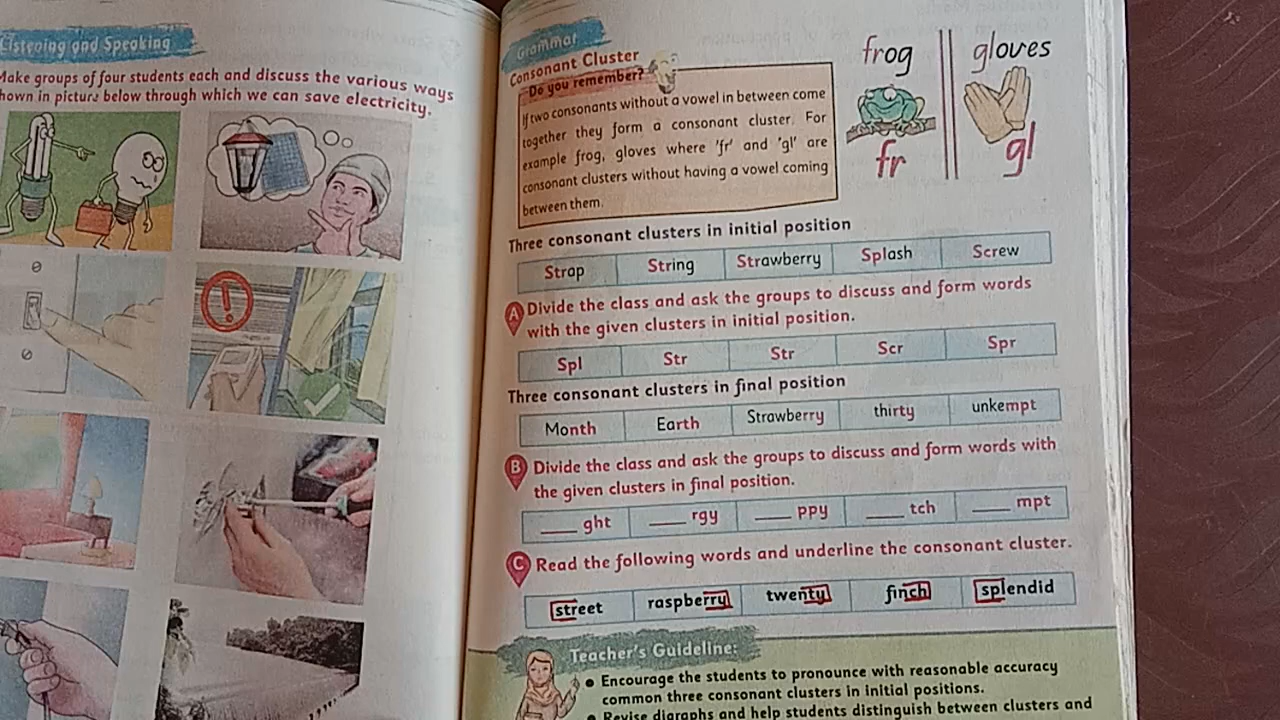 Listening and Speaking
Make groups of four students each and discuss the various ways
shown in picture below through which we can save electricity.
Grammar
Consonant Cluster
Do you remember?
If two consonants without a vowel in between come
together they form a consonant cluster. For
example frog, gloves where 'fr' and 'gl' are
consonant clusters without having a vowel coming
between them.
frog
fr
gloves
gl
Three consonant clusters in initial position
Strap String Strawberry Splash Screw
A Divide the class and ask the groups to discuss and form words
with the given clusters in initial position.
Spl Str Str Scr Spr
Three consonant clusters in final position
Month Earth Strawberry thirty unkempt
B Divide the class and ask the groups to discuss and form words with
the given clusters in final position.
____ ght ____ rgy ____ ppy ____ tch ____ mpt
C Read the following words and underline the consonant cluster.
street raspberry twenty finch splendid
Teacher's Guideline:
• Encourage the students to pronounce with reasonable accuracy
common three consonant clusters in initial positions.
• Revise digraphs and help students distinguish between clusters and